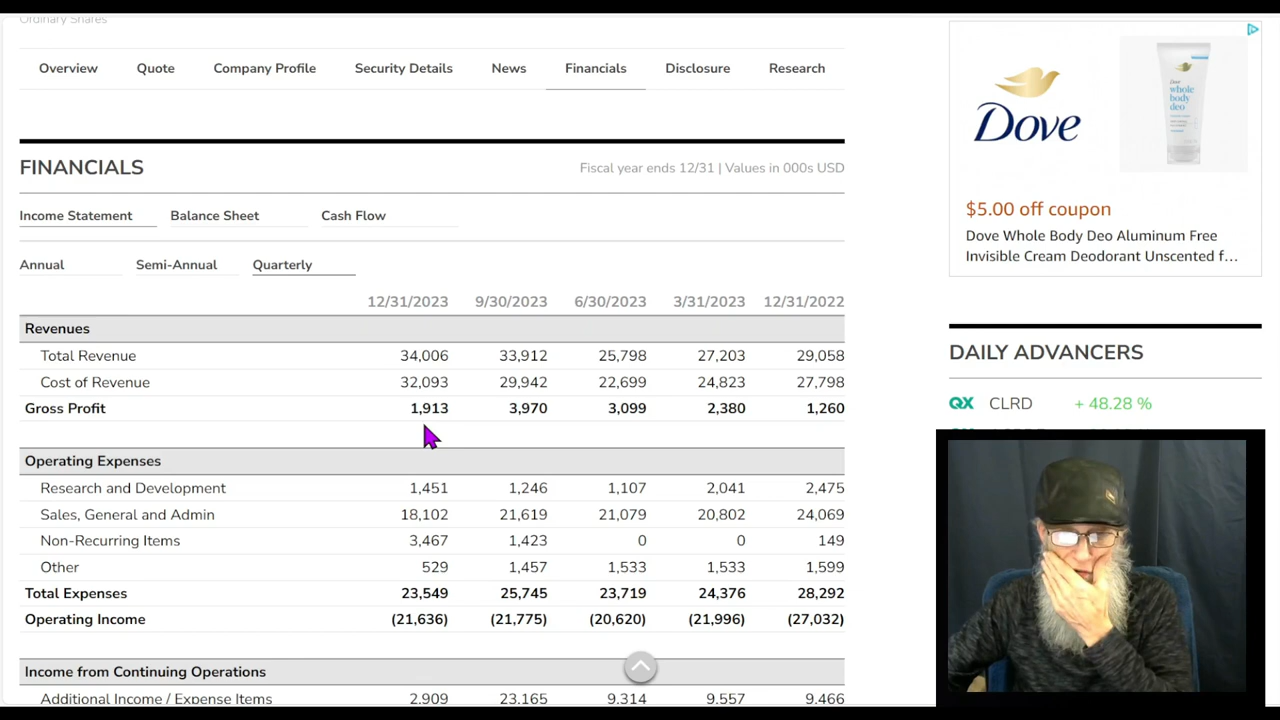 Ordinary Shares
Overview Quote Company Profile Security Details News Financials Disclosure Research
FINANCIALS Fiscal year ends 12/31 | Values in 000s USD
Income Statement Balance Sheet Cash Flow
Annual Semi-Annual Quarterly
12/31/2023 9/30/2023 6/30/2023 3/31/2023 12/31/2022
Revenues
Total Revenue 34,006 33,912 25,798 27,203 29,058
Cost of Revenue 32,093 29,942 22,699 24,823 27,798
Gross Profit 1,913 3,970 3,099 2,380 1,260
Operating Expenses
Research and Development 1,451 1,246 1,107 2,041 2,475
Sales, General and Admin 18,102 21,619 21,079 20,802 24,069
Non-Recurring Items 3,467 1,423 0 0 149
Other 529 1,457 1,533 1,533 1,599
Total Expenses 23,549 25,745 23,719 24,376 28,292
Operating Income (21,636) (21,775) (20,620) (21,996) (27,032)
Income from Continuing Operations
Additional Income / Expense Items 2,909 23,165 9,314 9,557 9,466
Dove
Dove
whole
body
deo
$5.00 off coupon
Dove Whole Body Deo Aluminum Free
Invisible Cream Deodorant Unscented f...
DAILY ADVANCERS
QX CLRD + 48.28 %